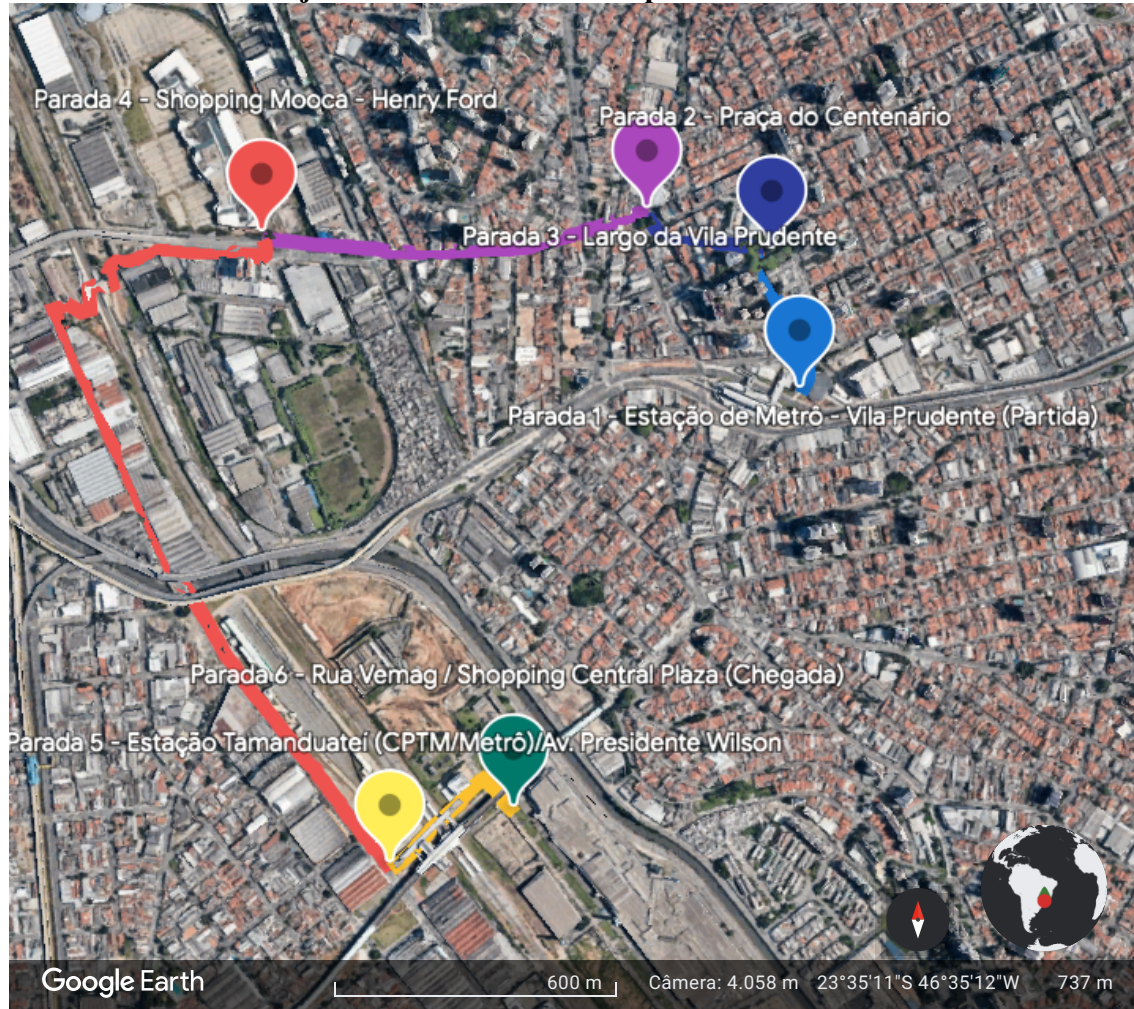 Parada 4 - Shopping Mooca - Henry Ford
Parada 2 - Praça do Centenário
Parada 3 - Largo da Vila Prudente
Parada 1 - Estação de Metrô - Vila Prudente (Partida)
Parada 6 - Rua Vemag / Shopping Central Plaza (Chegada)
Parada 5 - Estação Tamanduateí (CPTM/Metrô)/Av. Presidente Wilson
Google Earth
600 m
Câmera: 4.058 m 23°35'11"S 46°35'12"W 737 m